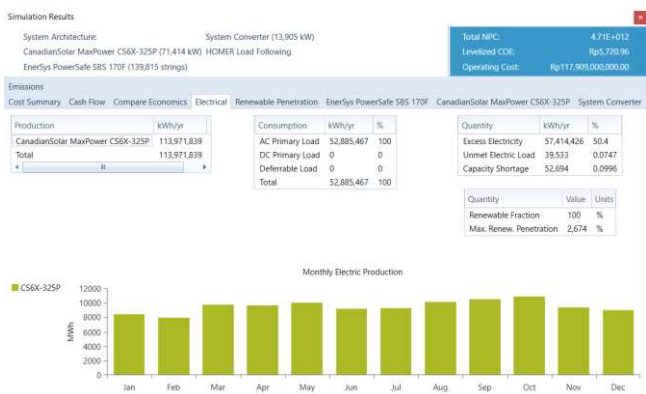 Simulation Results
System Architecture: System Converter (13,905 kW)
CanadianSolar MaxPower CS6X-325P (71,414 kW) HOMER Load Following
EnerSys PowerSafe SBS 170F (139,815 strings)
Total NPC: 4.71E+012
Levelized COE: Rp5,720.96
Operating Cost: Rp117,909,000,000.00
Emissions
Cost Summary Cash Flow Compare Economics Electrical Renewable Penetration EnerSys PowerSafe SBS 170F CanadianSolar MaxPower CS6X-325P System Converter
Production kWh/yr
CanadianSolar MaxPower CS6X-325P 113,971,839
Total 113,971,839
Consumption kWh/yr %
AC Primary Load 52,885,467 100
DC Primary Load 0 0
Deferrable Load 0 0
Total 52,885,467 100
Quantity kWh/yr %
Excess Electricity 57,414,426 50.4
Unmet Electric Load 39,533 0.0747
Capacity Shortage 52,694 0.0996
Quantity Value Units
Renewable Fraction 100 %
Max. Renew. Penetration 2,674 %
Monthly Electric Production
CS6X-325P
MWh
12000
10000
8000
6000
4000
2000
0
Jan Feb Mar Apr May Jun Jul Aug Sep Oct Nov Dec